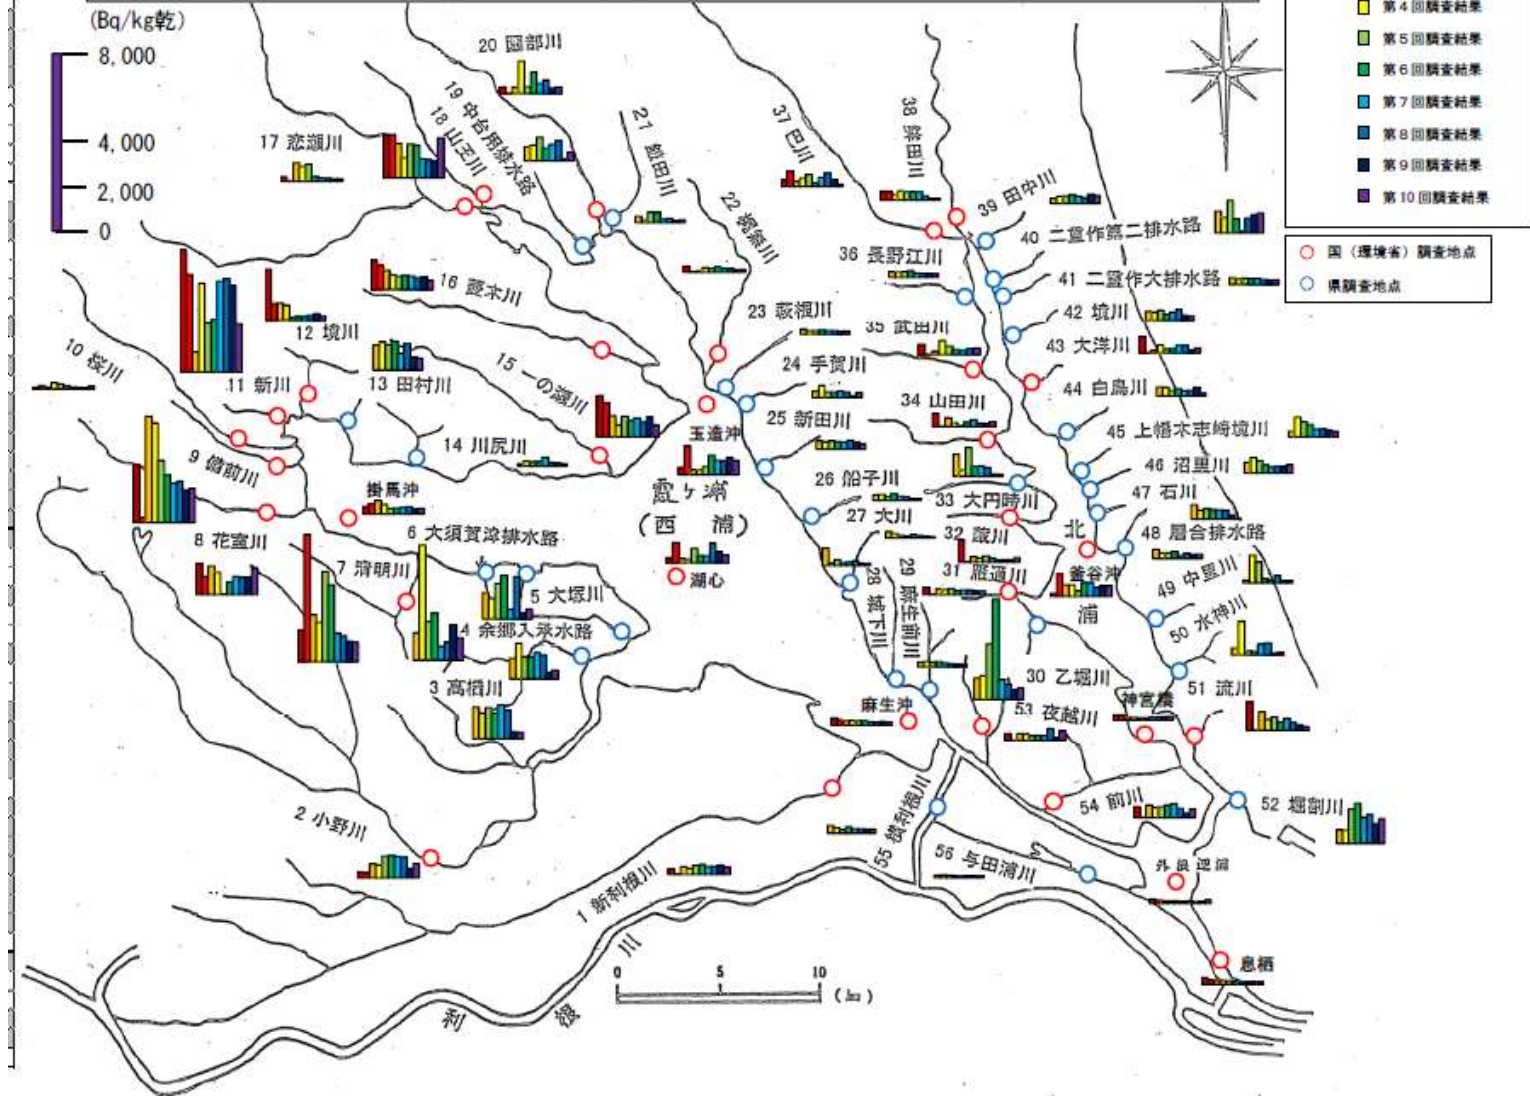 (Bq/kg乾)
8,000
4,000
2,000
0
第4回調査結果
第5回調査結果
第6回調査結果
第7回調査結果
第8回調査結果
第9回調査結果
第10回調査結果
国（環境省）調査地点
県調査地点
20 園部川
19 中台用排水路
18 山王川
17 恋瀬川
21 鎌田川
22 梶無川
37 巴川
38 鉾田川
39 田中川
40 二重作第二排水路
36 長野江川
41 二重作大排水路
16 菱木川
12 境川
23 萩根川
35 武田川
42 境川
43 大洋川
10 桜川
11 新川
13 田村川
15 一の瀬川
24 手賀川
44 白鳥川
34 山田川
玉造沖
25 新田川
45 上幡木志崎境川
14 川尻川
9 備前川
46 沼里川
26 船子川
47 石川
掛馬沖
霞ヶ浦
(西 浦)
33 大円時川
27 大川
32 蔵川
北
48 居合排水路
6 大須賀津排水路
8 花室川
7 清明川
湖心
31 雁通川
釜谷沖
49 中里川
5 大塚川
28 城下川
29 麻生前川
浦
50 水神川
4 余郷入承水路
3 高橋川
30 乙堀川
51 流川
麻生沖
53 夜越川
神宮橋
2 小野川
55 横利根川
54 前川
52 堀割川
56 与田浦川
外浪逆浦
1 新利根川
息栖
利 根 川
0 5 10
(km)